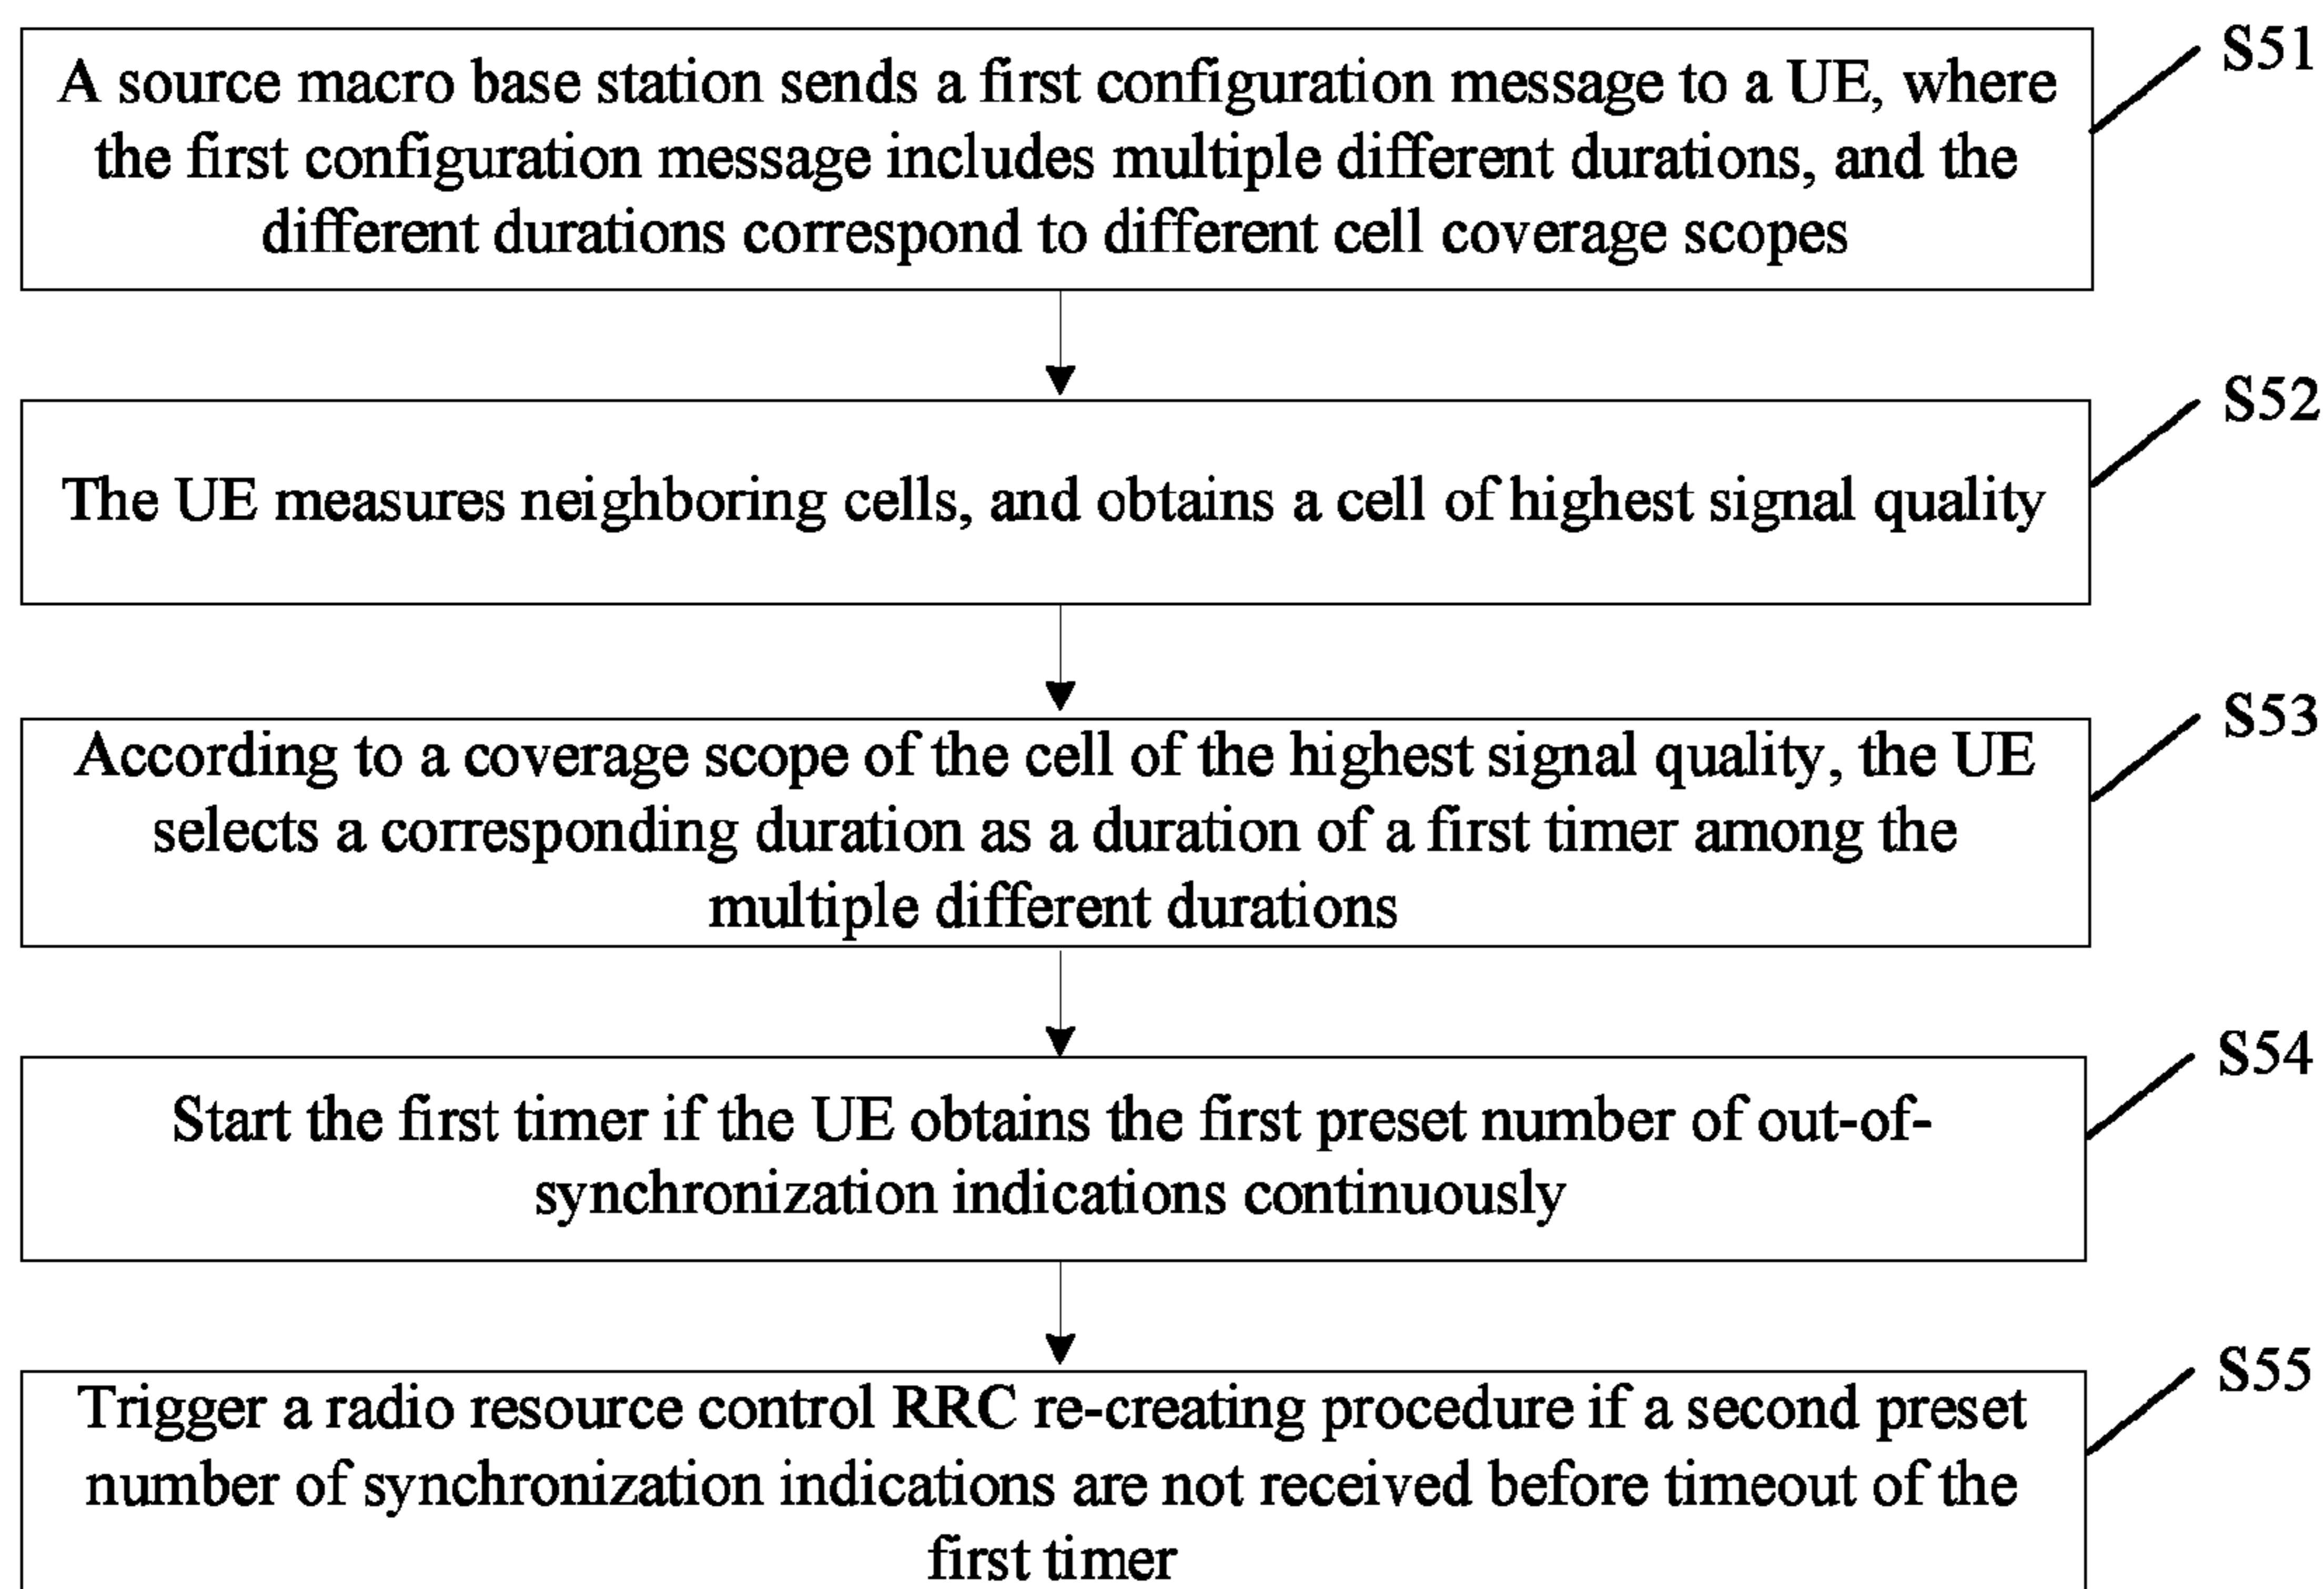 A source macro base station sends a first configuration message to a UE, where
the first configuration message includes multiple different durations, and the
different durations correspond to different cell coverage scopes
S51
The UE measures neighboring cells, and obtains a cell of highest signal quality
S52
According to a coverage scope of the cell of the highest signal quality, the UE
selects a corresponding duration as a duration of a first timer among the
multiple different durations
S53
Start the first timer if the UE obtains the first preset number of out-of-
synchronization indications continuously
S54
Trigger a radio resource control RRC re-creating procedure if a second preset
number of synchronization indications are not received before timeout of the
first timer
S55